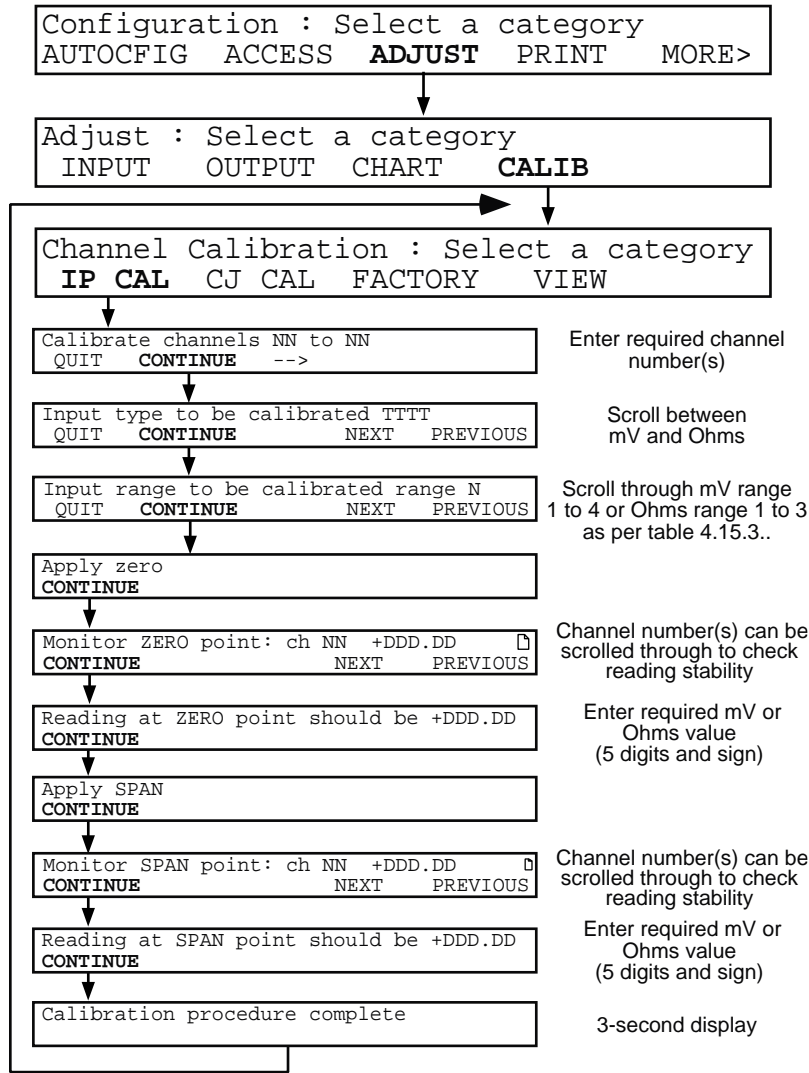 Configuration : Select a category
AUTOCFIG ACCESS ADJUST PRINT MORE>
Adjust : Select a category
INPUT OUTPUT CHART CALIB
Channel Calibration : Select a category
IP CAL CJ CAL FACTORY VIEW
Calibrate channels NN to NN
QUIT CONTINUE -->
Enter required channel
number(s)
Input type to be calibrated TTTT
QUIT CONTINUE NEXT PREVIOUS
Scroll between
mV and Ohms
Input range to be calibrated range N
QUIT CONTINUE NEXT PREVIOUS
Scroll through mV range
1 to 4 or Ohms range 1 to 3
as per table 4.15.3..
Apply zero
CONTINUE
Monitor ZERO point: ch NN +DDD.DD
CONTINUE NEXT PREVIOUS
Channel number(s) can be
scrolled through to check
reading stability
Reading at ZERO point should be +DDD.DD
CONTINUE
Enter required mV or
Ohms value
(5 digits and sign)
Apply SPAN
CONTINUE
Monitor SPAN point: ch NN +DDD.DD
CONTINUE NEXT PREVIOUS
Channel number(s) can be
scrolled through to check
reading stability
Reading at SPAN point should be +DDD.DD
CONTINUE
Enter required mV or
Ohms value
(5 digits and sign)
Calibration procedure complete
3-second display